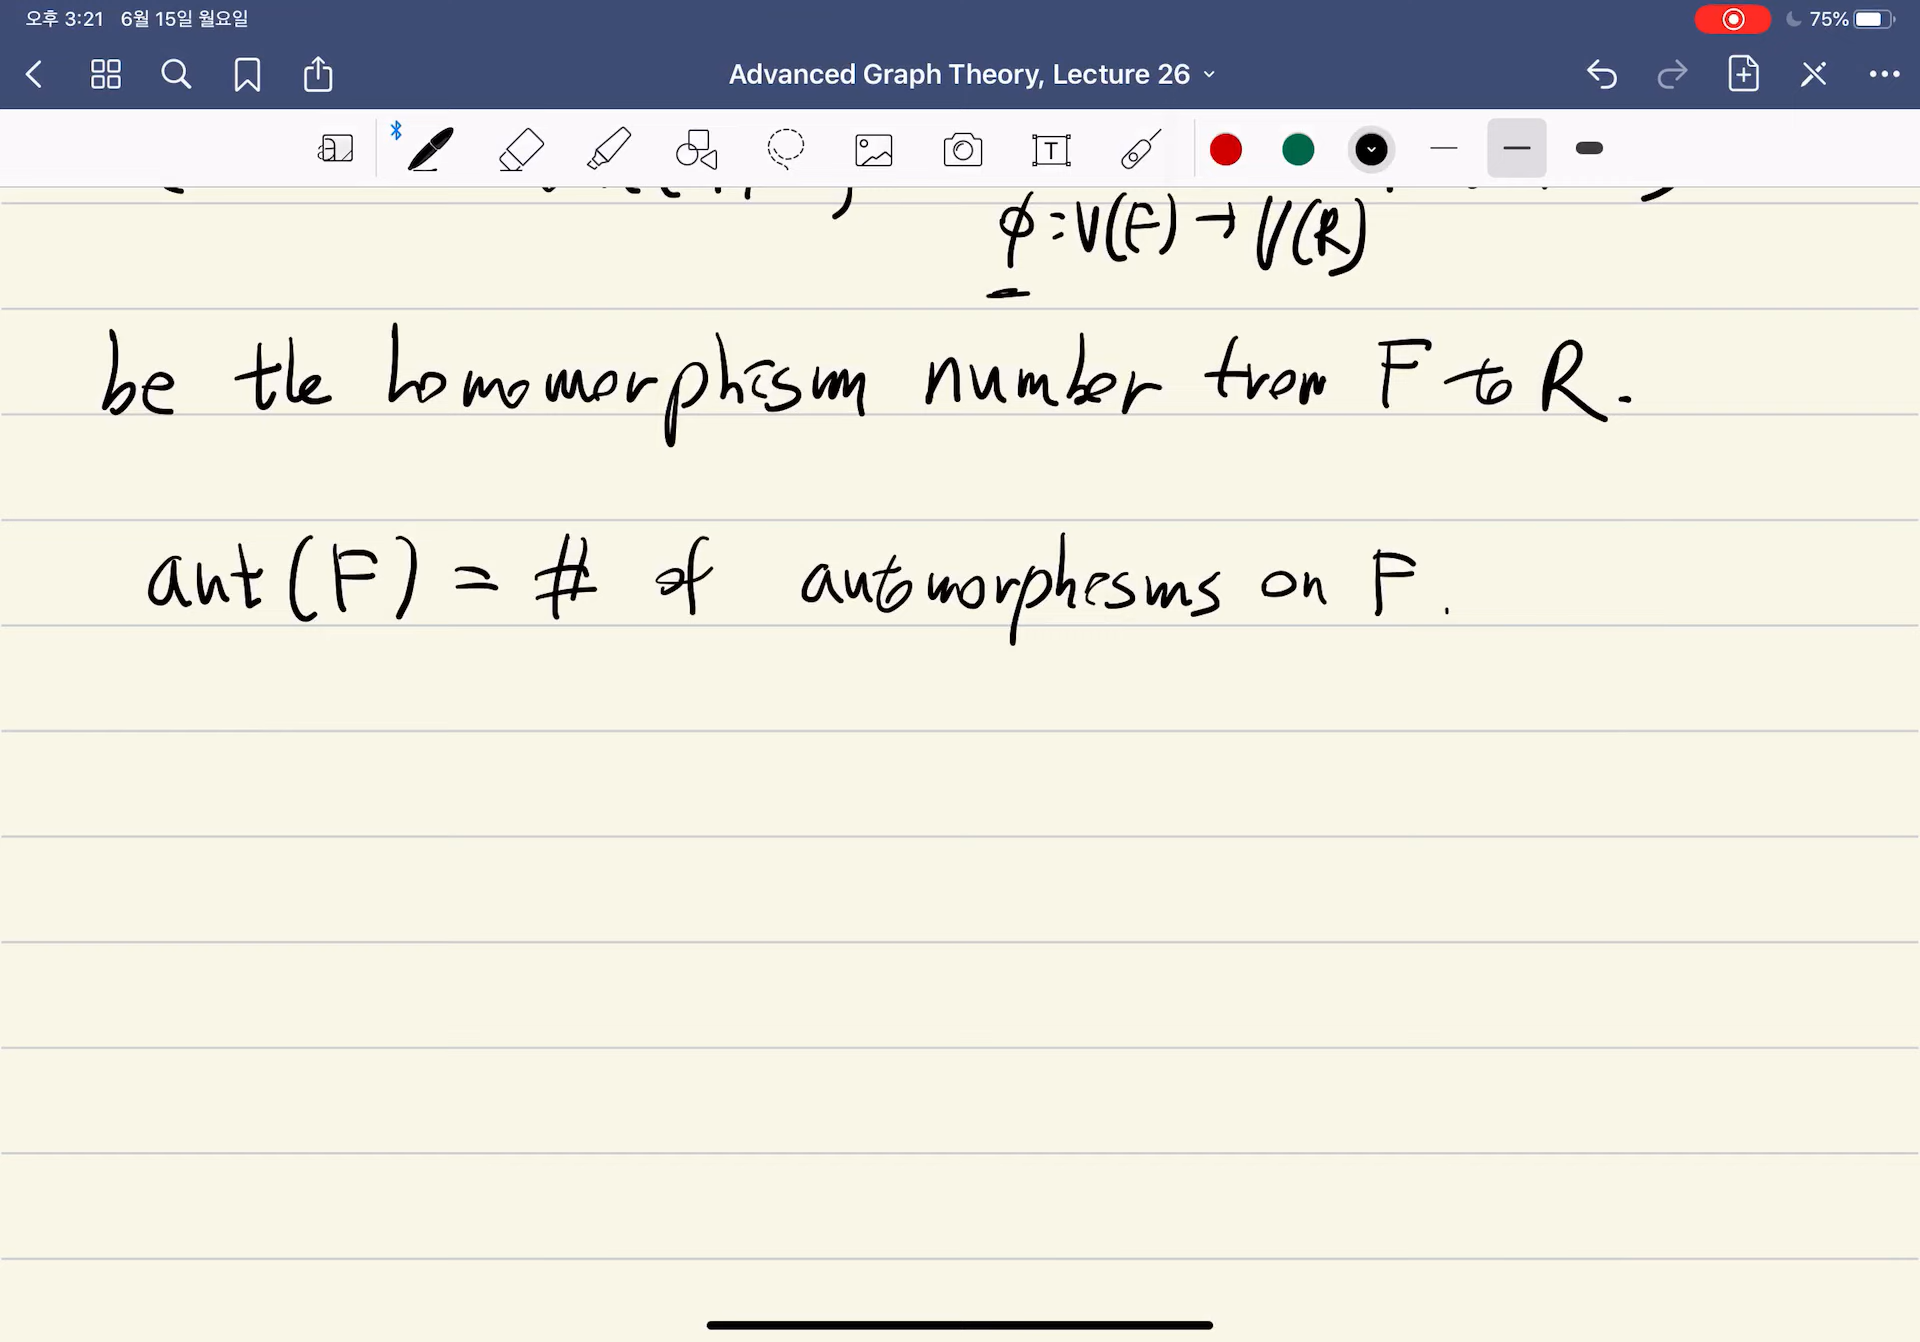 오후 3:21 6월 15일 월요일
75%
Advanced Graph Theory, Lecture 26
a
T
φ : V(F) → V(R)
be the homomorphism number from F to R.
aut(F) = # of automorphisms on F.